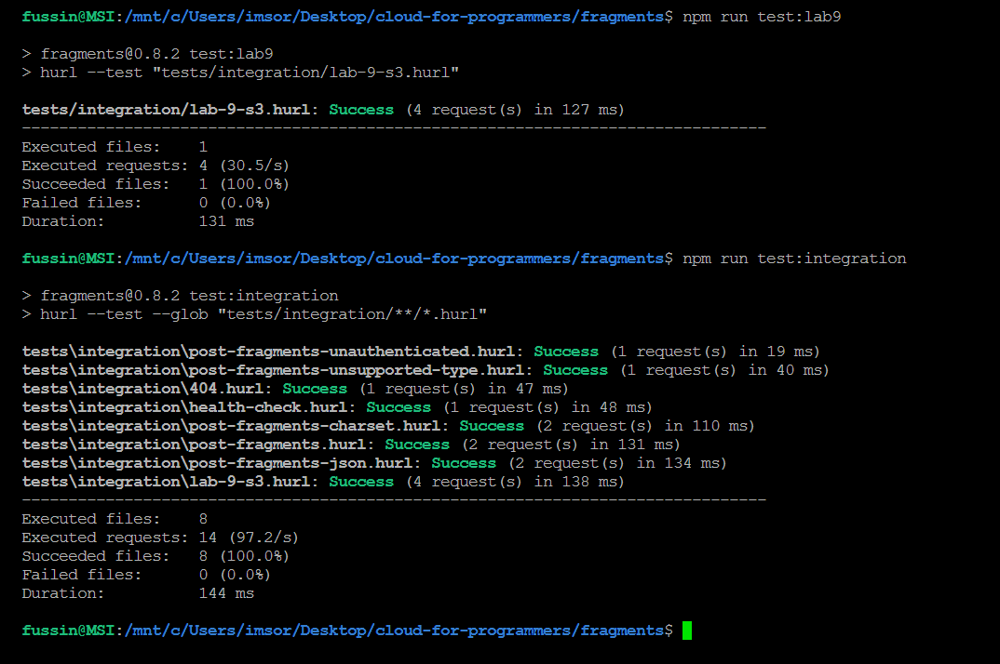 fussin@MSI:/mnt/c/Users/imsor/Desktop/cloud-for-programmers/fragments$ npm run test:lab9
> fragments@0.8.2 test:lab9
> hurl --test "tests/integration/lab-9-s3.hurl"
tests/integration/lab-9-s3.hurl: Success (4 request(s) in 127 ms)
--------------------------------------------------------------------------------
Executed files:    1
Executed requests: 4 (30.5/s)
Succeeded files:   1 (100.0%)
Failed files:      0 (0.0%)
Duration:          131 ms
fussin@MSI:/mnt/c/Users/imsor/Desktop/cloud-for-programmers/fragments$ npm run test:integration
> fragments@0.8.2 test:integration
> hurl --test --glob "tests/integration/**/*.hurl"
tests\integration\post-fragments-unauthenticated.hurl: Success (1 request(s) in 19 ms)
tests\integration\post-fragments-unsupported-type.hurl: Success (1 request(s) in 40 ms)
tests\integration\404.hurl: Success (1 request(s) in 47 ms)
tests\integration\health-check.hurl: Success (1 request(s) in 48 ms)
tests\integration\post-fragments-charset.hurl: Success (2 request(s) in 110 ms)
tests\integration\post-fragments.hurl: Success (2 request(s) in 131 ms)
tests\integration\post-fragments-json.hurl: Success (2 request(s) in 134 ms)
tests\integration\lab-9-s3.hurl: Success (4 request(s) in 138 ms)
--------------------------------------------------------------------------------
Executed files:    8
Executed requests: 14 (97.2/s)
Succeeded files:   8 (100.0%)
Failed files:      0 (0.0%)
Duration:          144 ms
fussin@MSI:/mnt/c/Users/imsor/Desktop/cloud-for-programmers/fragments$